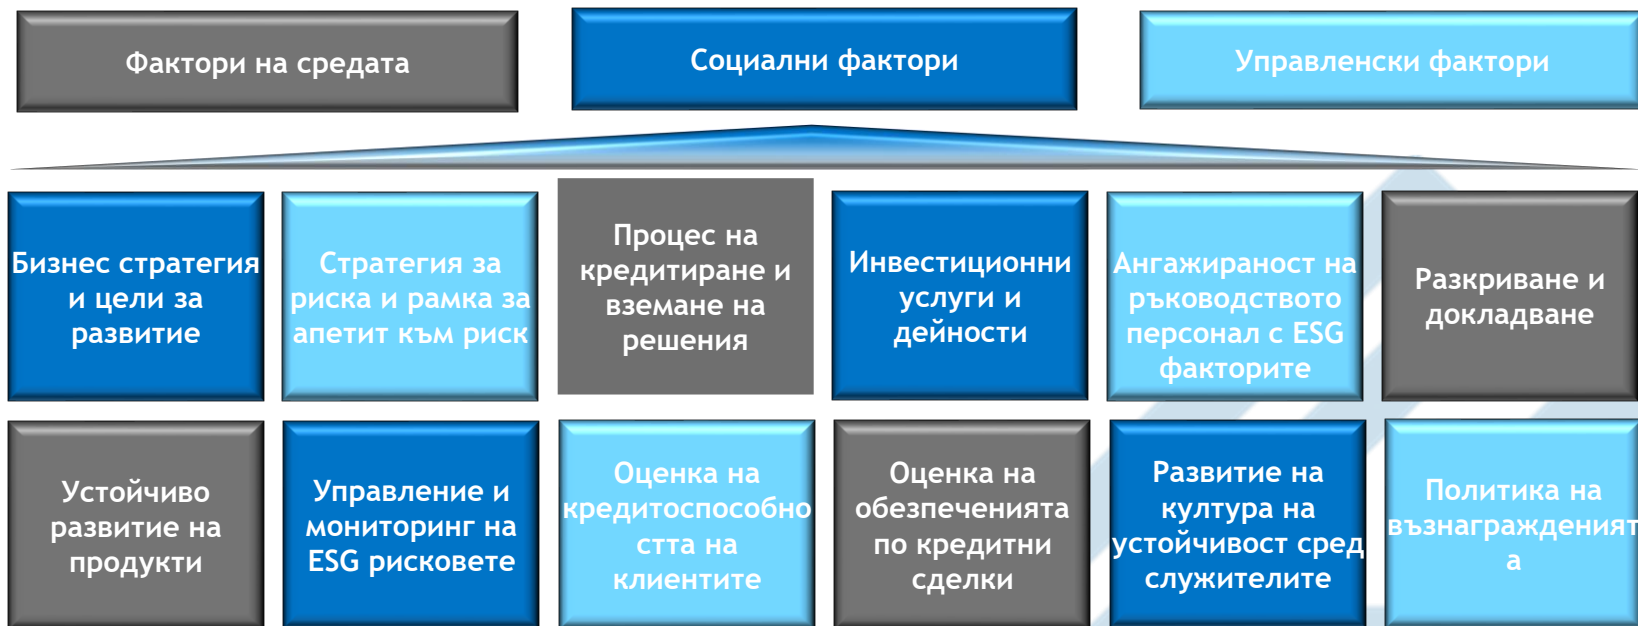 Фактори на средата
Социални фактори
Управленски фактори
Бизнес стратегия
и цели за
развитие
Стратегия за
риска и рамка за
апетит към риск
Процес на
кредитиране и
вземане на
решения
Инвестиционни
услуги и
дейности
Ангажираност на
ръководството
персонал с ESG
факторите
Разкриване и
докладване
Устойчиво
развитие на
продукти
Управление и
мониторинг на
ESG рисковете
Оценка на
кредитоспособно
стта на
клиентите
Оценка на
обезпеченията
по кредитни
сделки
Развитие на
култура на
устойчивост сред
служителите
Политика на
възнагражденият
а